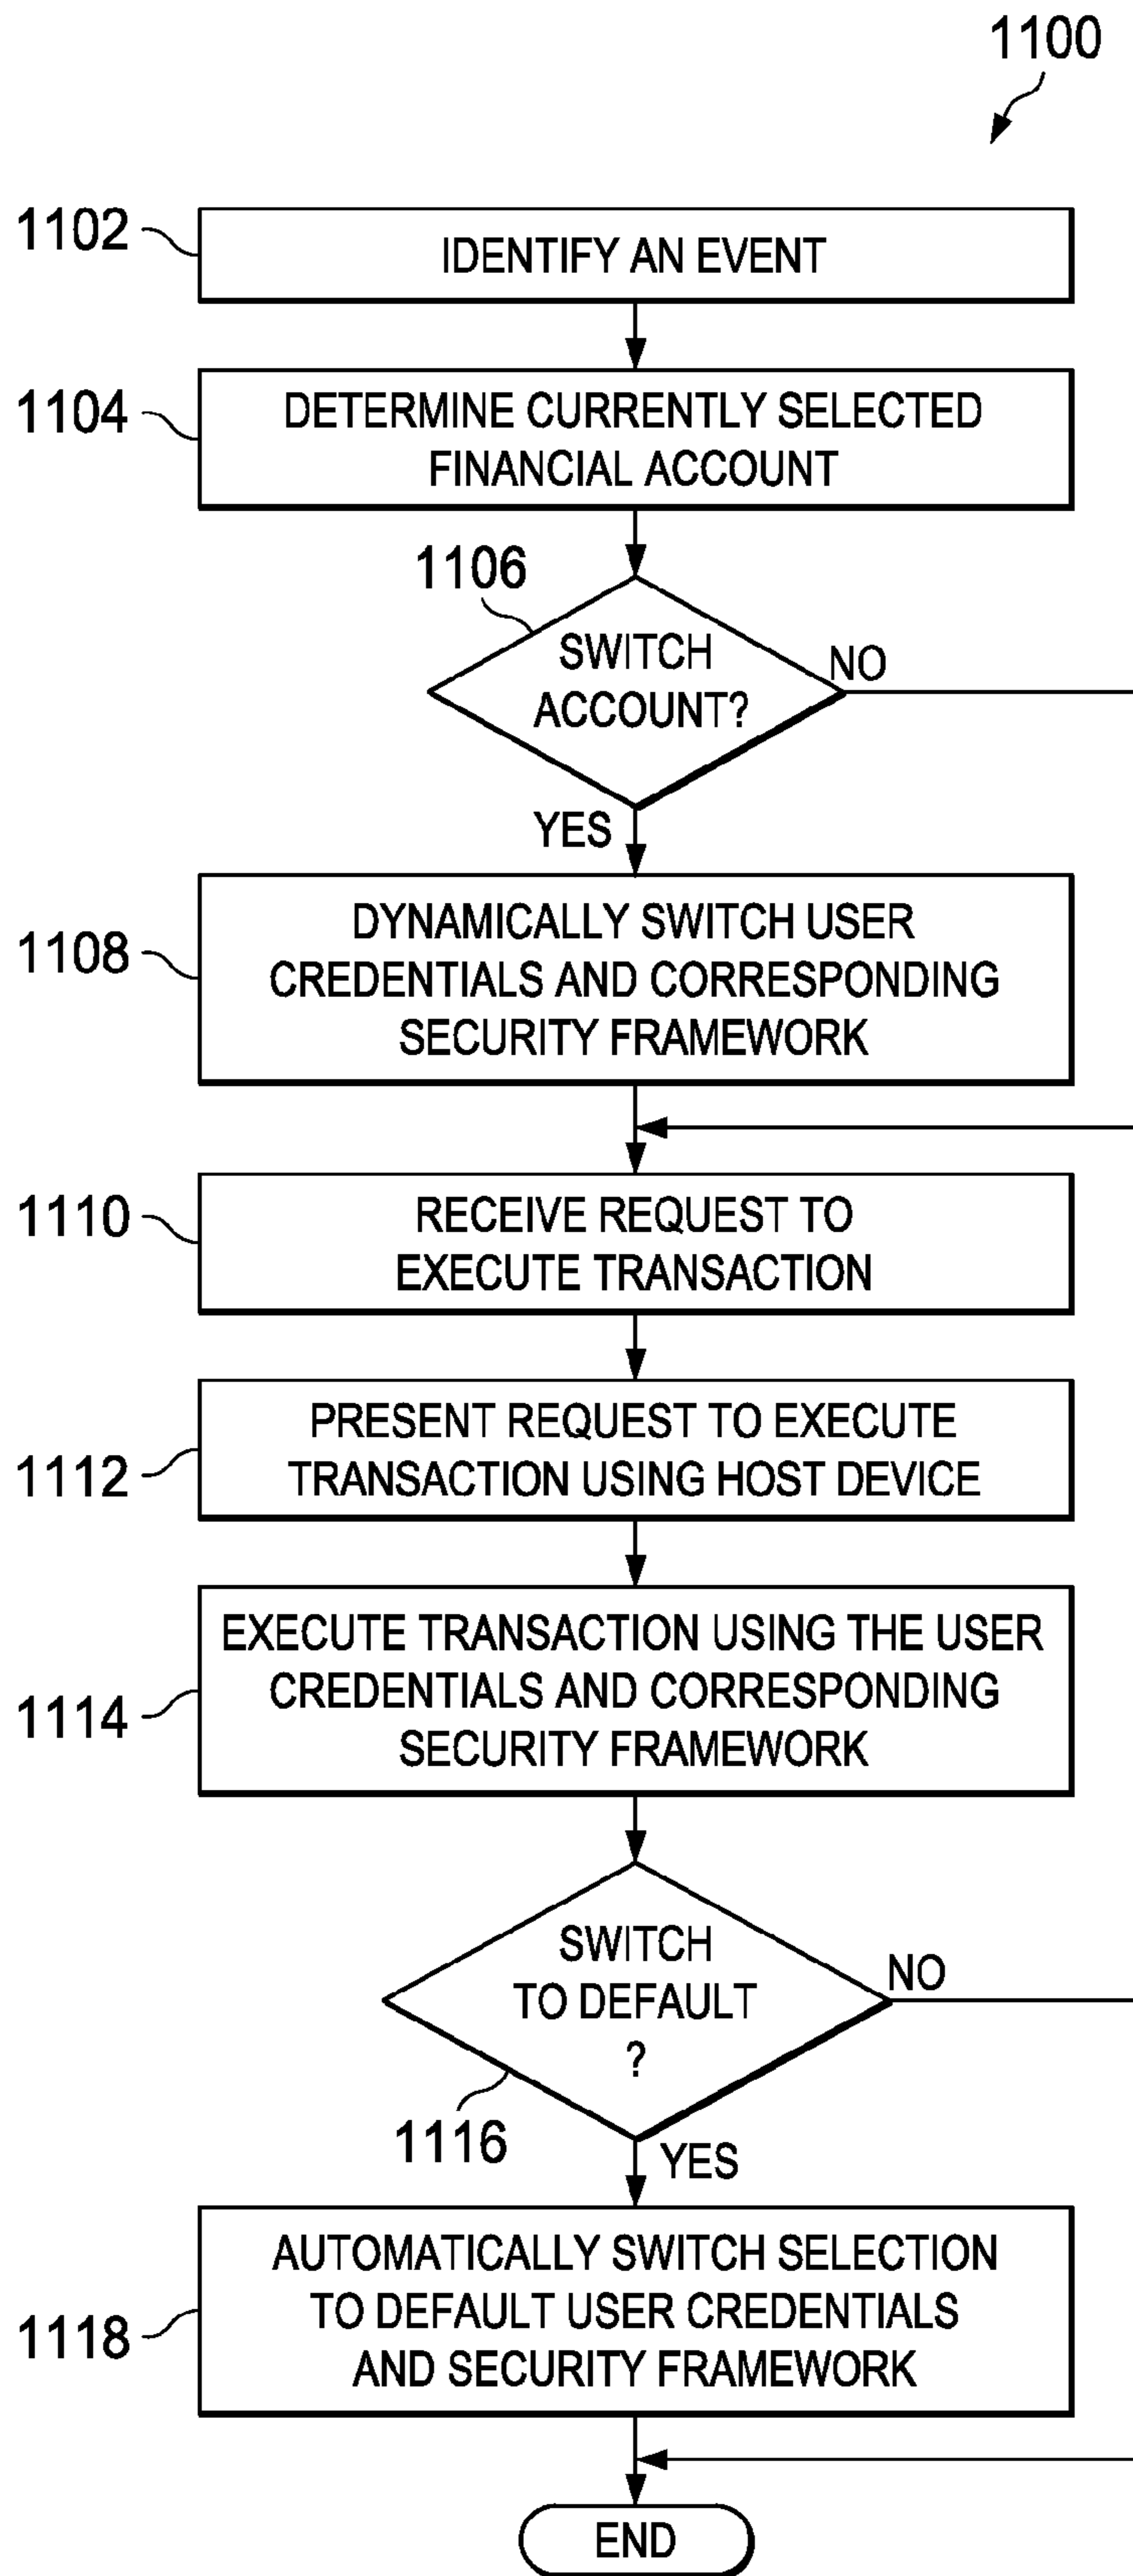 1100
1102
IDENTIFY AN EVENT
1104
DETERMINE CURRENTLY SELECTED
FINANCIAL ACCOUNT
1106
SWITCH
ACCOUNT?
NO
YES
1108
DYNAMICALLY SWITCH USER
CREDENTIALS AND CORRESPONDING
SECURITY FRAMEWORK
1110
RECEIVE REQUEST TO
EXECUTE TRANSACTION
1112
PRESENT REQUEST TO EXECUTE
TRANSACTION USING HOST DEVICE
1114
EXECUTE TRANSACTION USING THE USER
CREDENTIALS AND CORRESPONDING
SECURITY FRAMEWORK
SWITCH
TO DEFAULT
?
NO
1116
YES
1118
AUTOMATICALLY SWITCH SELECTION
TO DEFAULT USER CREDENTIALS
AND SECURITY FRAMEWORK
END